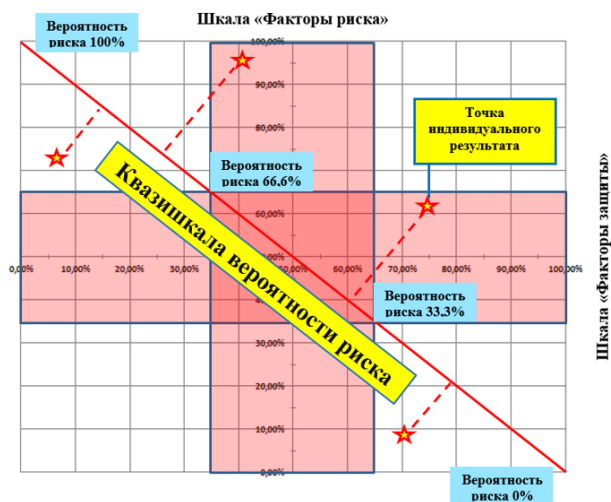 Шкала «Факторы риска»
Вероятность
риска 100%
100,00%
90,00%
Точка
индивидуального
результата
80,00%
70,00%
Вероятность
риска 66,6%
60,00%
Квазишкала вероятности риска
Шкала «Факторы защиты»
0,00%
10,00%
20,00%
30,00%
60,00%
70,00%
80,00%
90,00%
100,00%
Вероятность
риска 33,3%
30,00%
20,00%
10,00%
0,00%
Вероятность
риска 0%